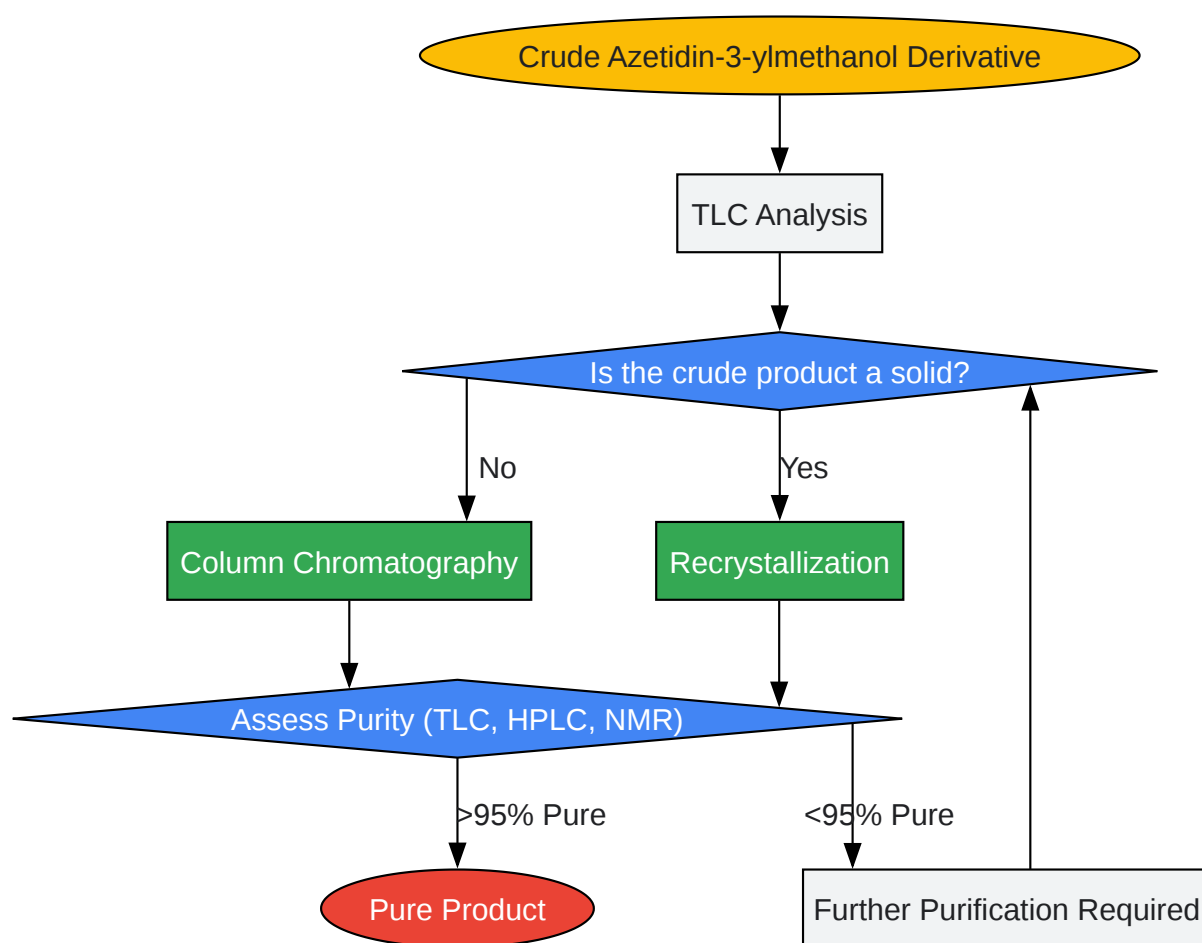 Crude Azetidin-3-ylmethanol Derivative
TLC Analysis
Is the crude product a solid?
No
Yes
Column Chromatography
Recrystallization
Assess Purity (TLC, HPLC, NMR)
>95% Pure
<95% Pure
Pure Product
Further Purification Required